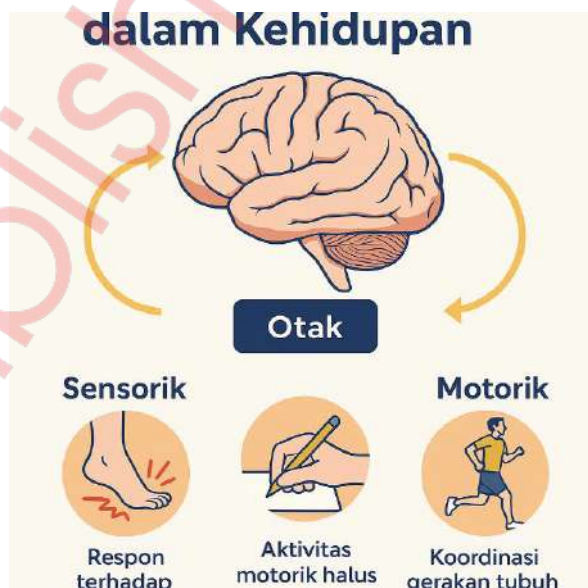 dalam Kehidupan
Otak
Sensorik
Motorik
Respon
terhadap
Aktivitas
motorik halus
Koordinasi
gerakan tubuh